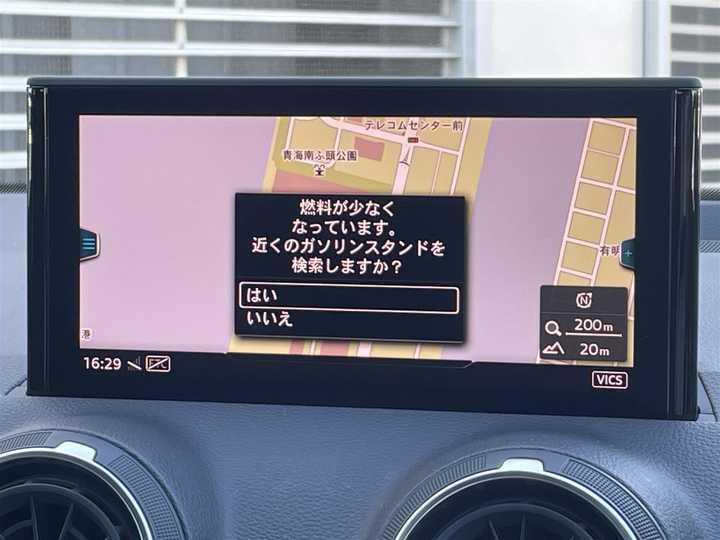 テレコムセンター前
青海南ふ頭公園
燃料が少なく
なっています。
近くのガソリンスタンドを
検索しますか？
はい
いいえ
有明
N
200m
20m
港
16:29 ETC
VICS